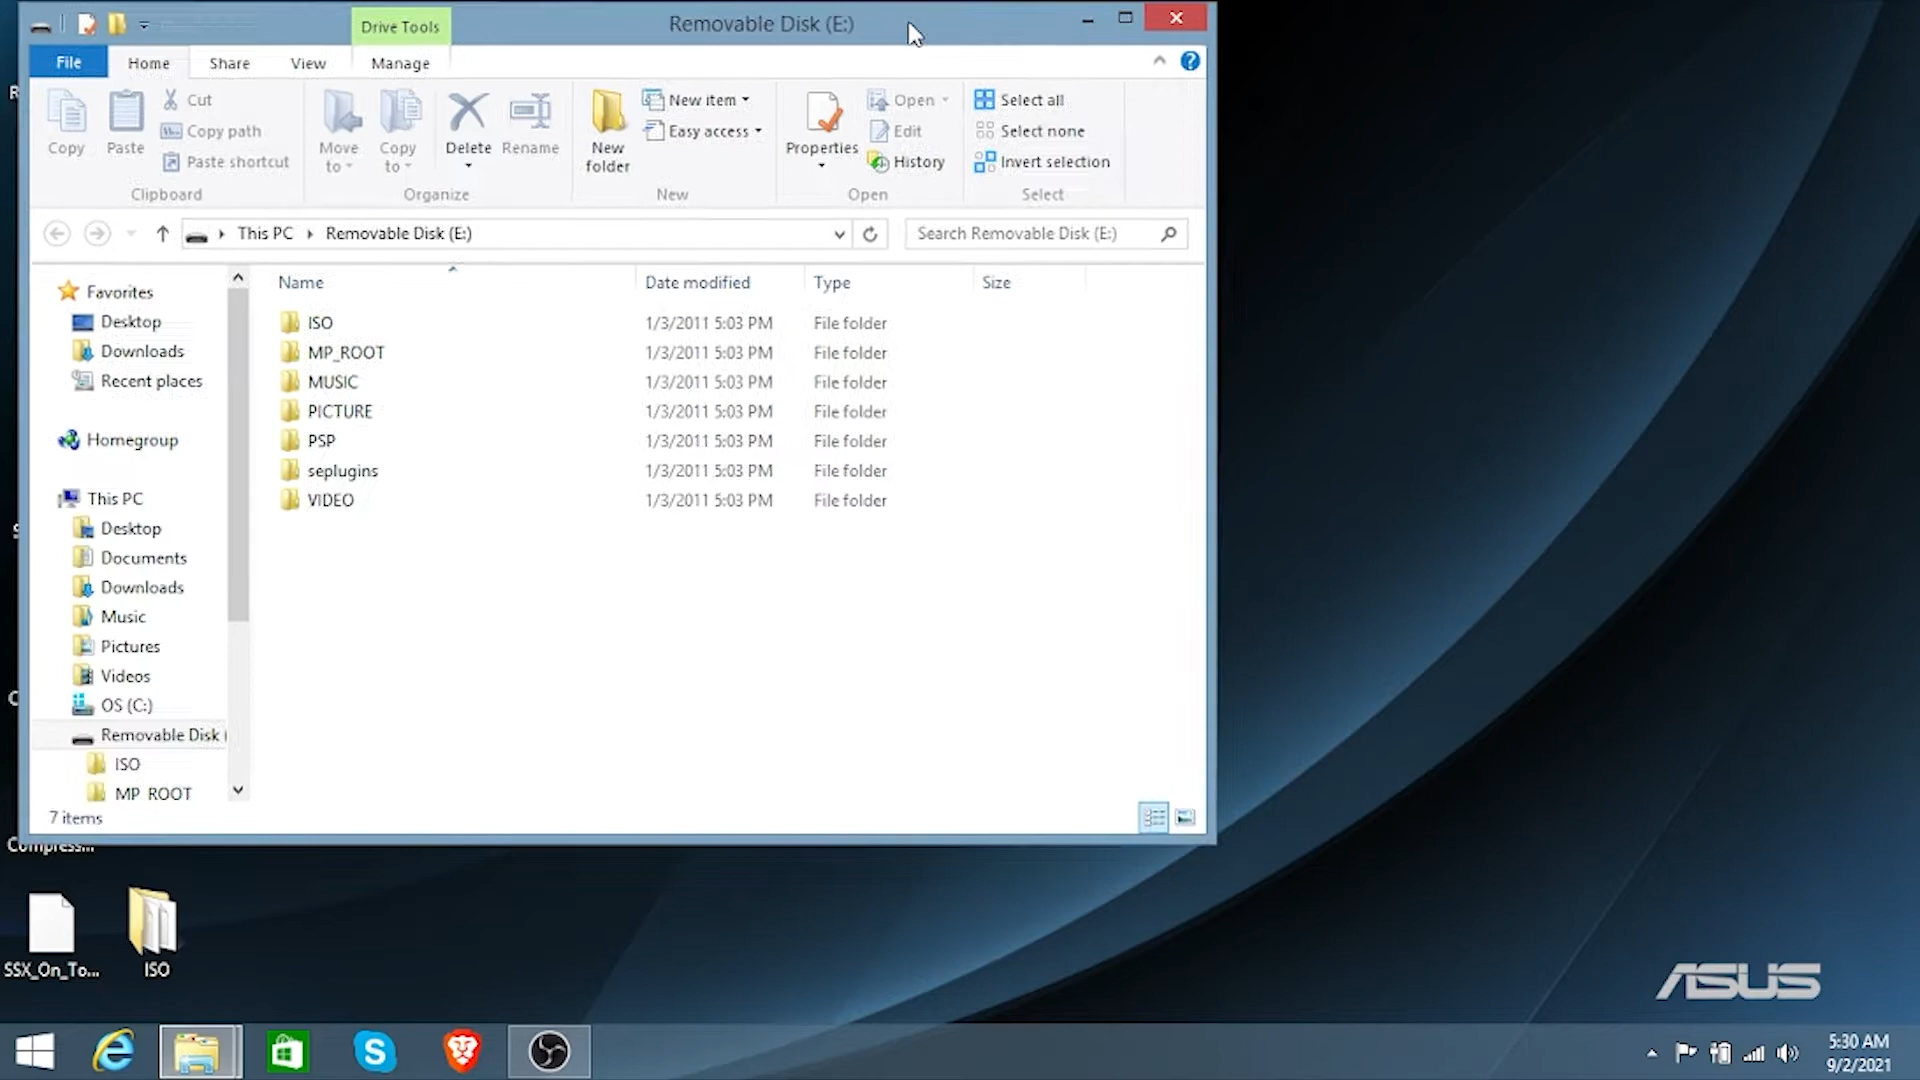 Drive Tools
Removable Disk (E:)
File
Home
Share
View
Manage
Copy
Paste
Cut
Copy path
Paste shortcut
Clipboard
Move to
Copy to
Delete
Rename
Organize
New folder
New item
Easy access
New
Properties
Open
Edit
History
Open
Select all
Select none
Invert selection
Select
This PC
Removable Disk (E:)
Search Removable Disk (E:)
Name
Date modified
Type
Size
ISO 1/3/2011 5:03 PM File folder
MP_ROOT 1/3/2011 5:03 PM File folder
MUSIC 1/3/2011 5:03 PM File folder
PICTURE 1/3/2011 5:03 PM File folder
PSP 1/3/2011 5:03 PM File folder
seplugins 1/3/2011 5:03 PM File folder
VIDEO 1/3/2011 5:03 PM File folder
Favorites
Desktop
Downloads
Recent places
Homegroup
This PC
Desktop
Documents
Downloads
Music
Pictures
Videos
OS (C:)
Removable Disk (
ISO
MP_ROOT
7 items
Compress...
SSX_On_To...
ISO
ASUS
5:30 AM
9/2/2021